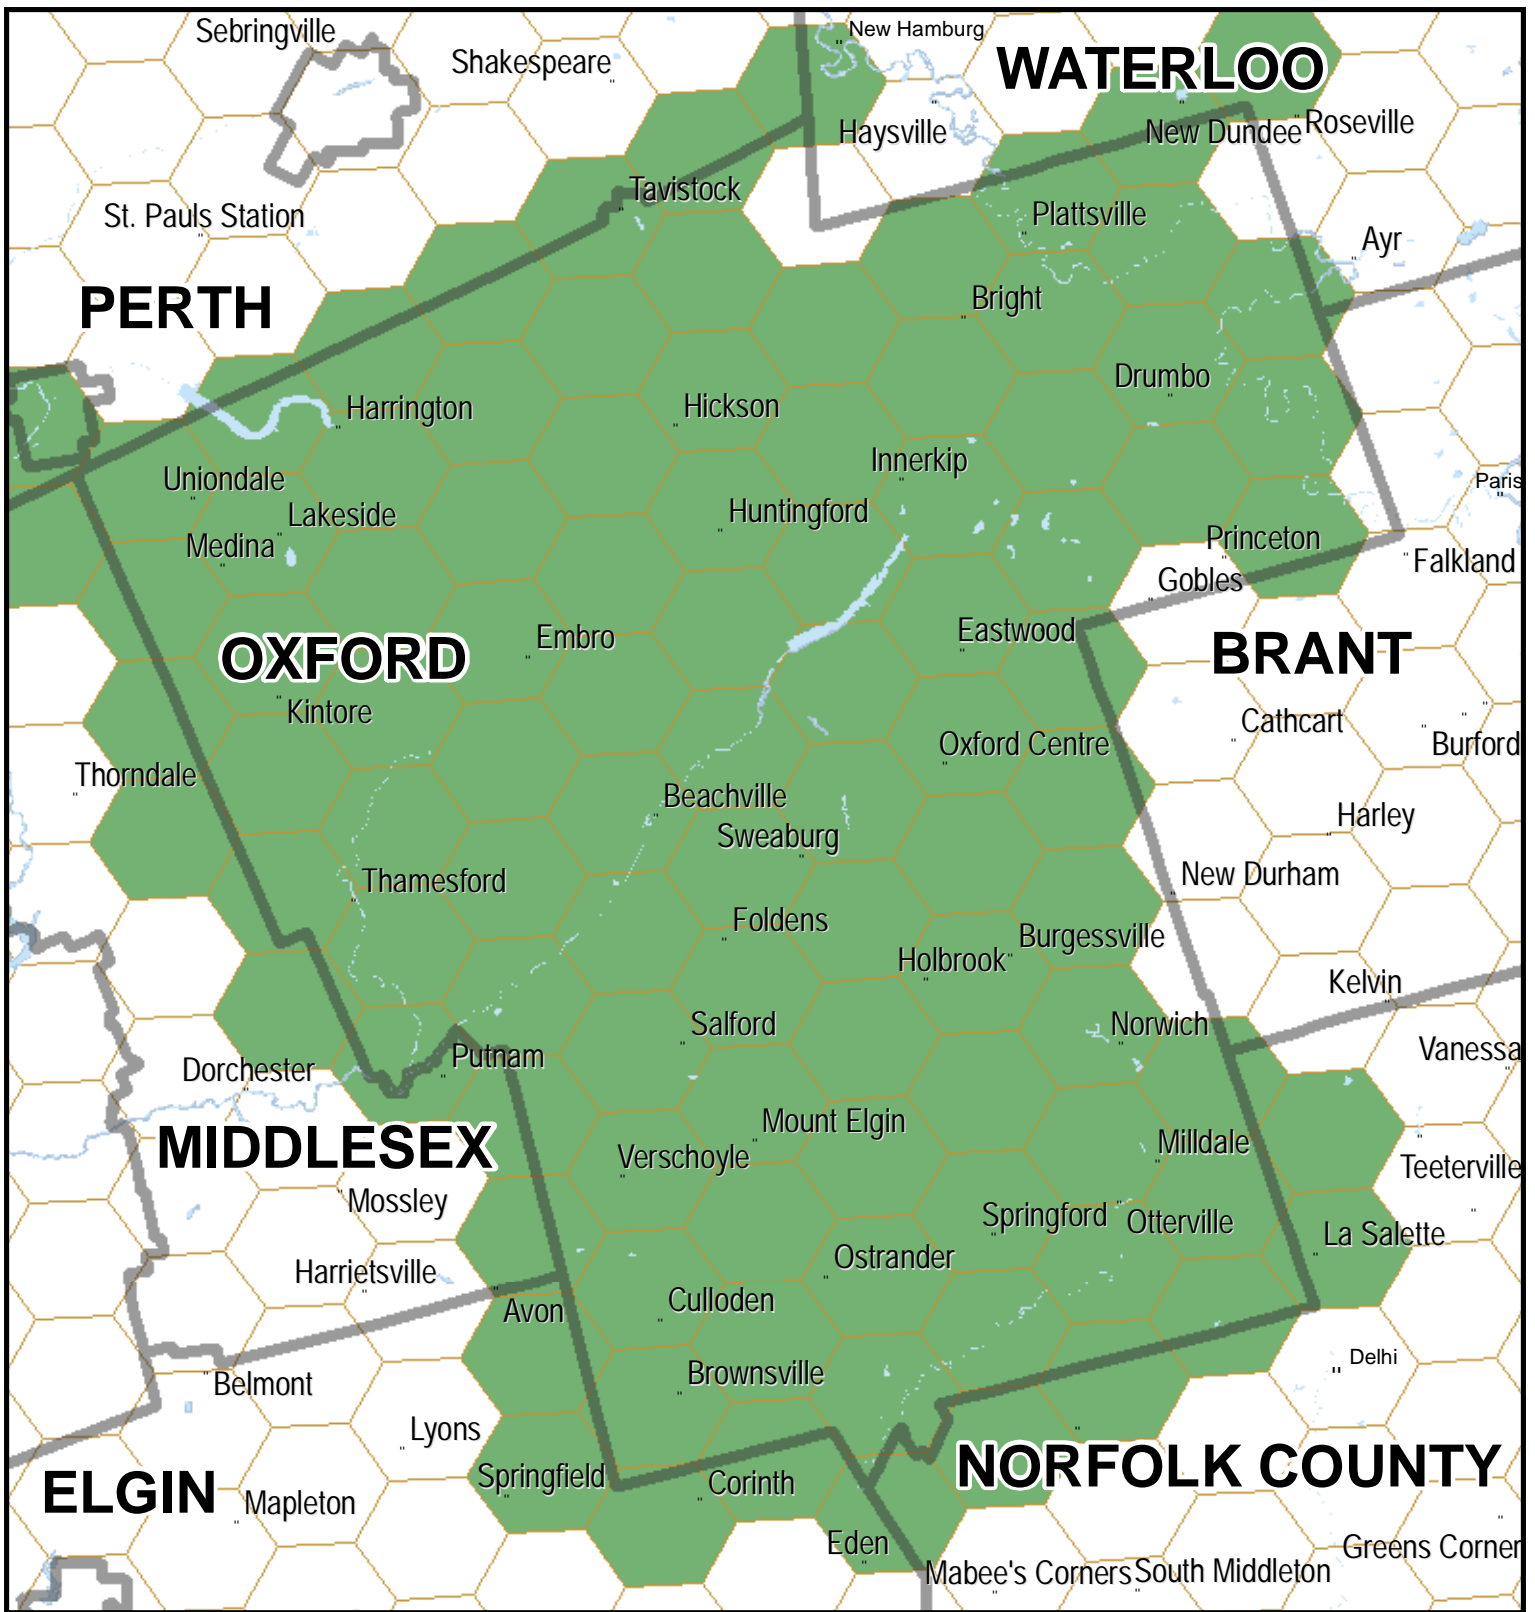 Sebringville
New Hamburg
Shakespeare
WATERLOO
Haysville
New Dundee
Roseville
Tavistock
St. Pauls Station
Plattsville
Ayr
PERTH
Bright
Drumbo
Harrington
Hickson
Innerkip
Uniondale
Paris
Lakeside
Huntingford
Medina
Princeton
Falkland
Gobles
Embro
Eastwood
OXFORD
BRANT
Kintore
Cathcart
Oxford Centre
Burford
Thorndale
Beachville
Harley
Sweaburg
Thamesford
New Durham
Foldens
Burgessville
Holbrook
Kelvin
Salford
Norwich
Putnam
Vanessa
Dorchester
Mount Elgin
MIDDLESEX
Milldale
Verschoyle
Teeterville
Mossley
Springford
Otterville
La Salette
Ostrander
Harrietsville
Culloden
Avon
Delhi
Brownsville
Belmont
Lyons
NORFOLK COUNTY
Springfield
Corinth
ELGIN
Mapleton
Eden
Greens Corner
Mabee's Corners
South Middleton